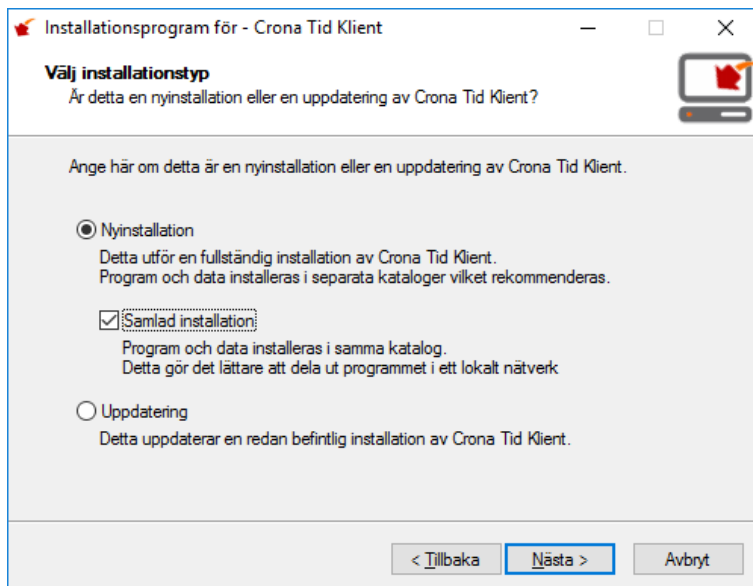 Installationsprogram för - Crona Tid Klient
Välj installationstyp
Är detta en nyinstallation eller en uppdatering av Crona Tid Klient?
Ange här om detta är en nyinstallation eller en uppdatering av Crona Tid Klient.
Nyinstallation
Detta utför en fullständig installation av Crona Tid Klient.
Program och data installeras i separata kataloger vilket rekommenderas.
Samlad installation
Program och data installeras i samma katalog.
Detta gör det lättare att dela ut programmet i ett lokalt nätverk
Uppdatering
Detta uppdaterar en redan befintlig installation av Crona Tid Klient.
< Tillbaka
Nästa >
Avbryt